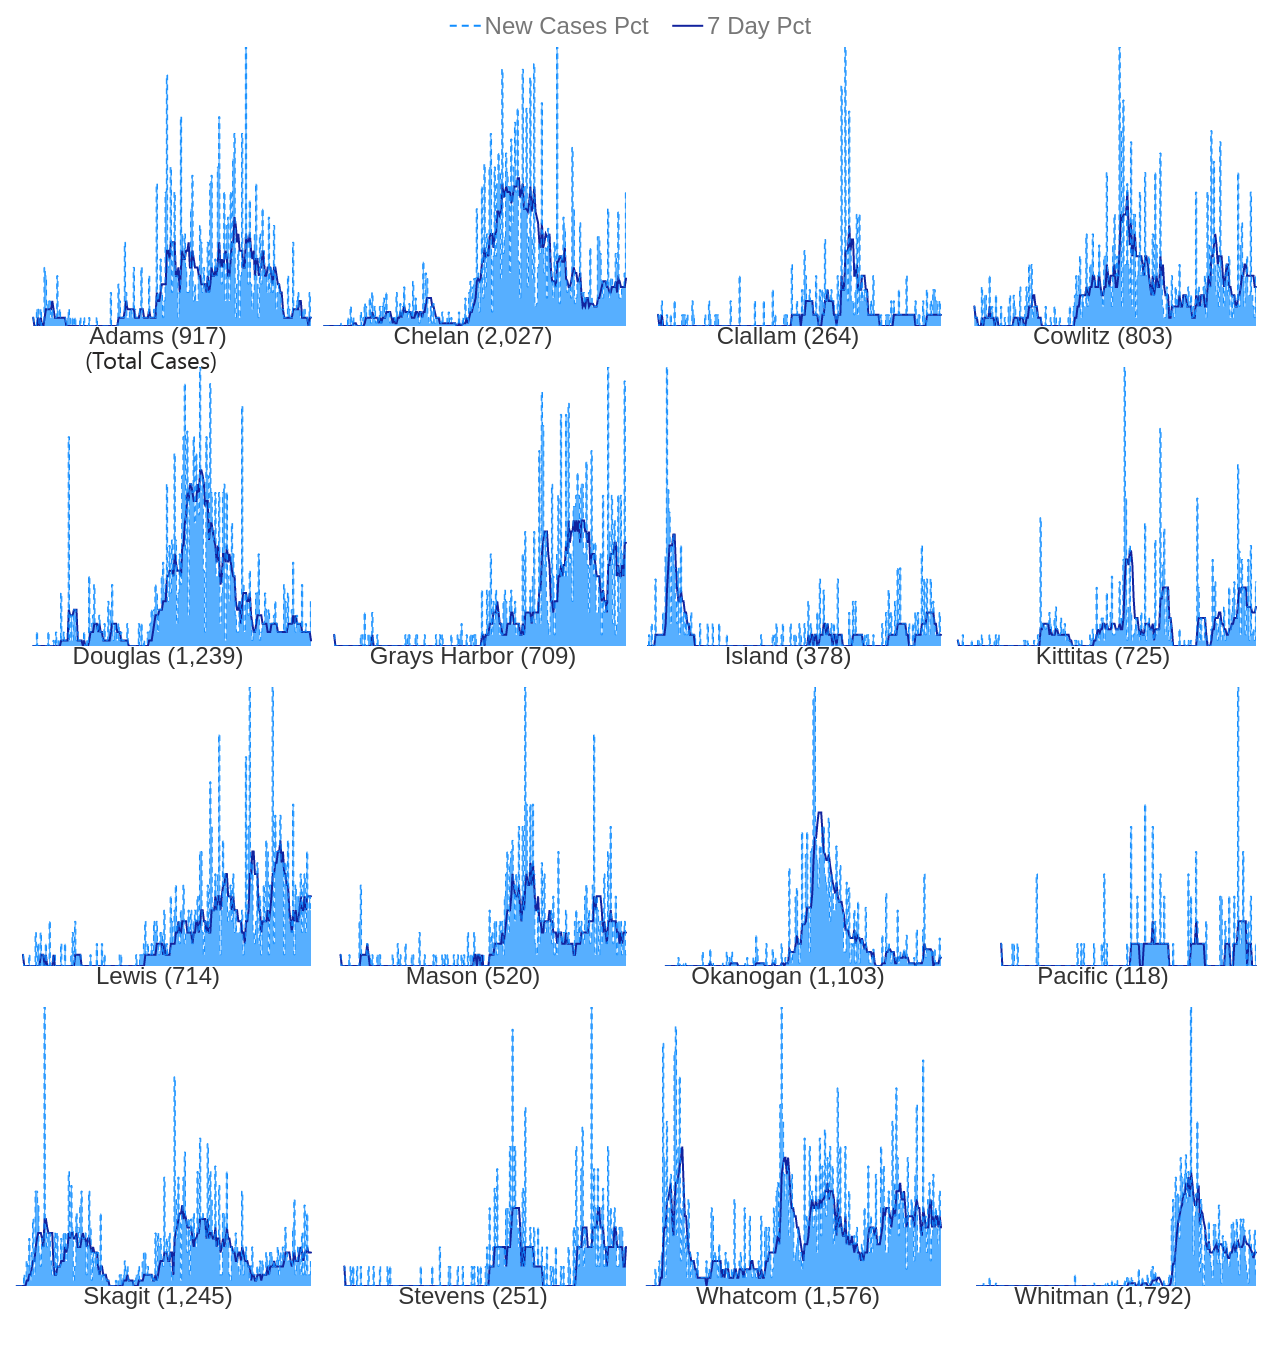 New Cases Pct 7 Day Pct
Adams (917) Chelan (2,027) Clallam (264) Cowlitz (803)
(Total Cases)
Douglas (1,239) Grays Harbor (709) Island (378) Kittitas (725)
Lewis (714) Mason (520) Okanogan (1,103) Pacific (118)
Skagit (1,245) Stevens (251) Whatcom (1,576) Whitman (1,792)